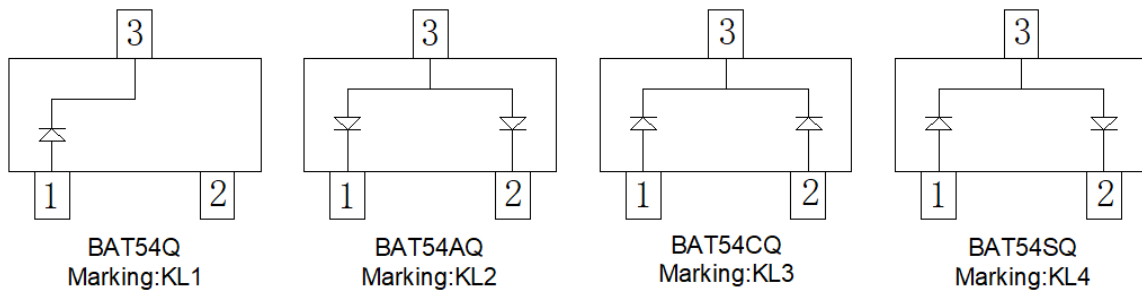 3
1
2
BAT54Q
Marking:KL1
3
1
2
BAT54AQ
Marking:KL2
3
1
2
BAT54CQ
Marking:KL3
3
1
2
BAT54SQ
Marking:KL4